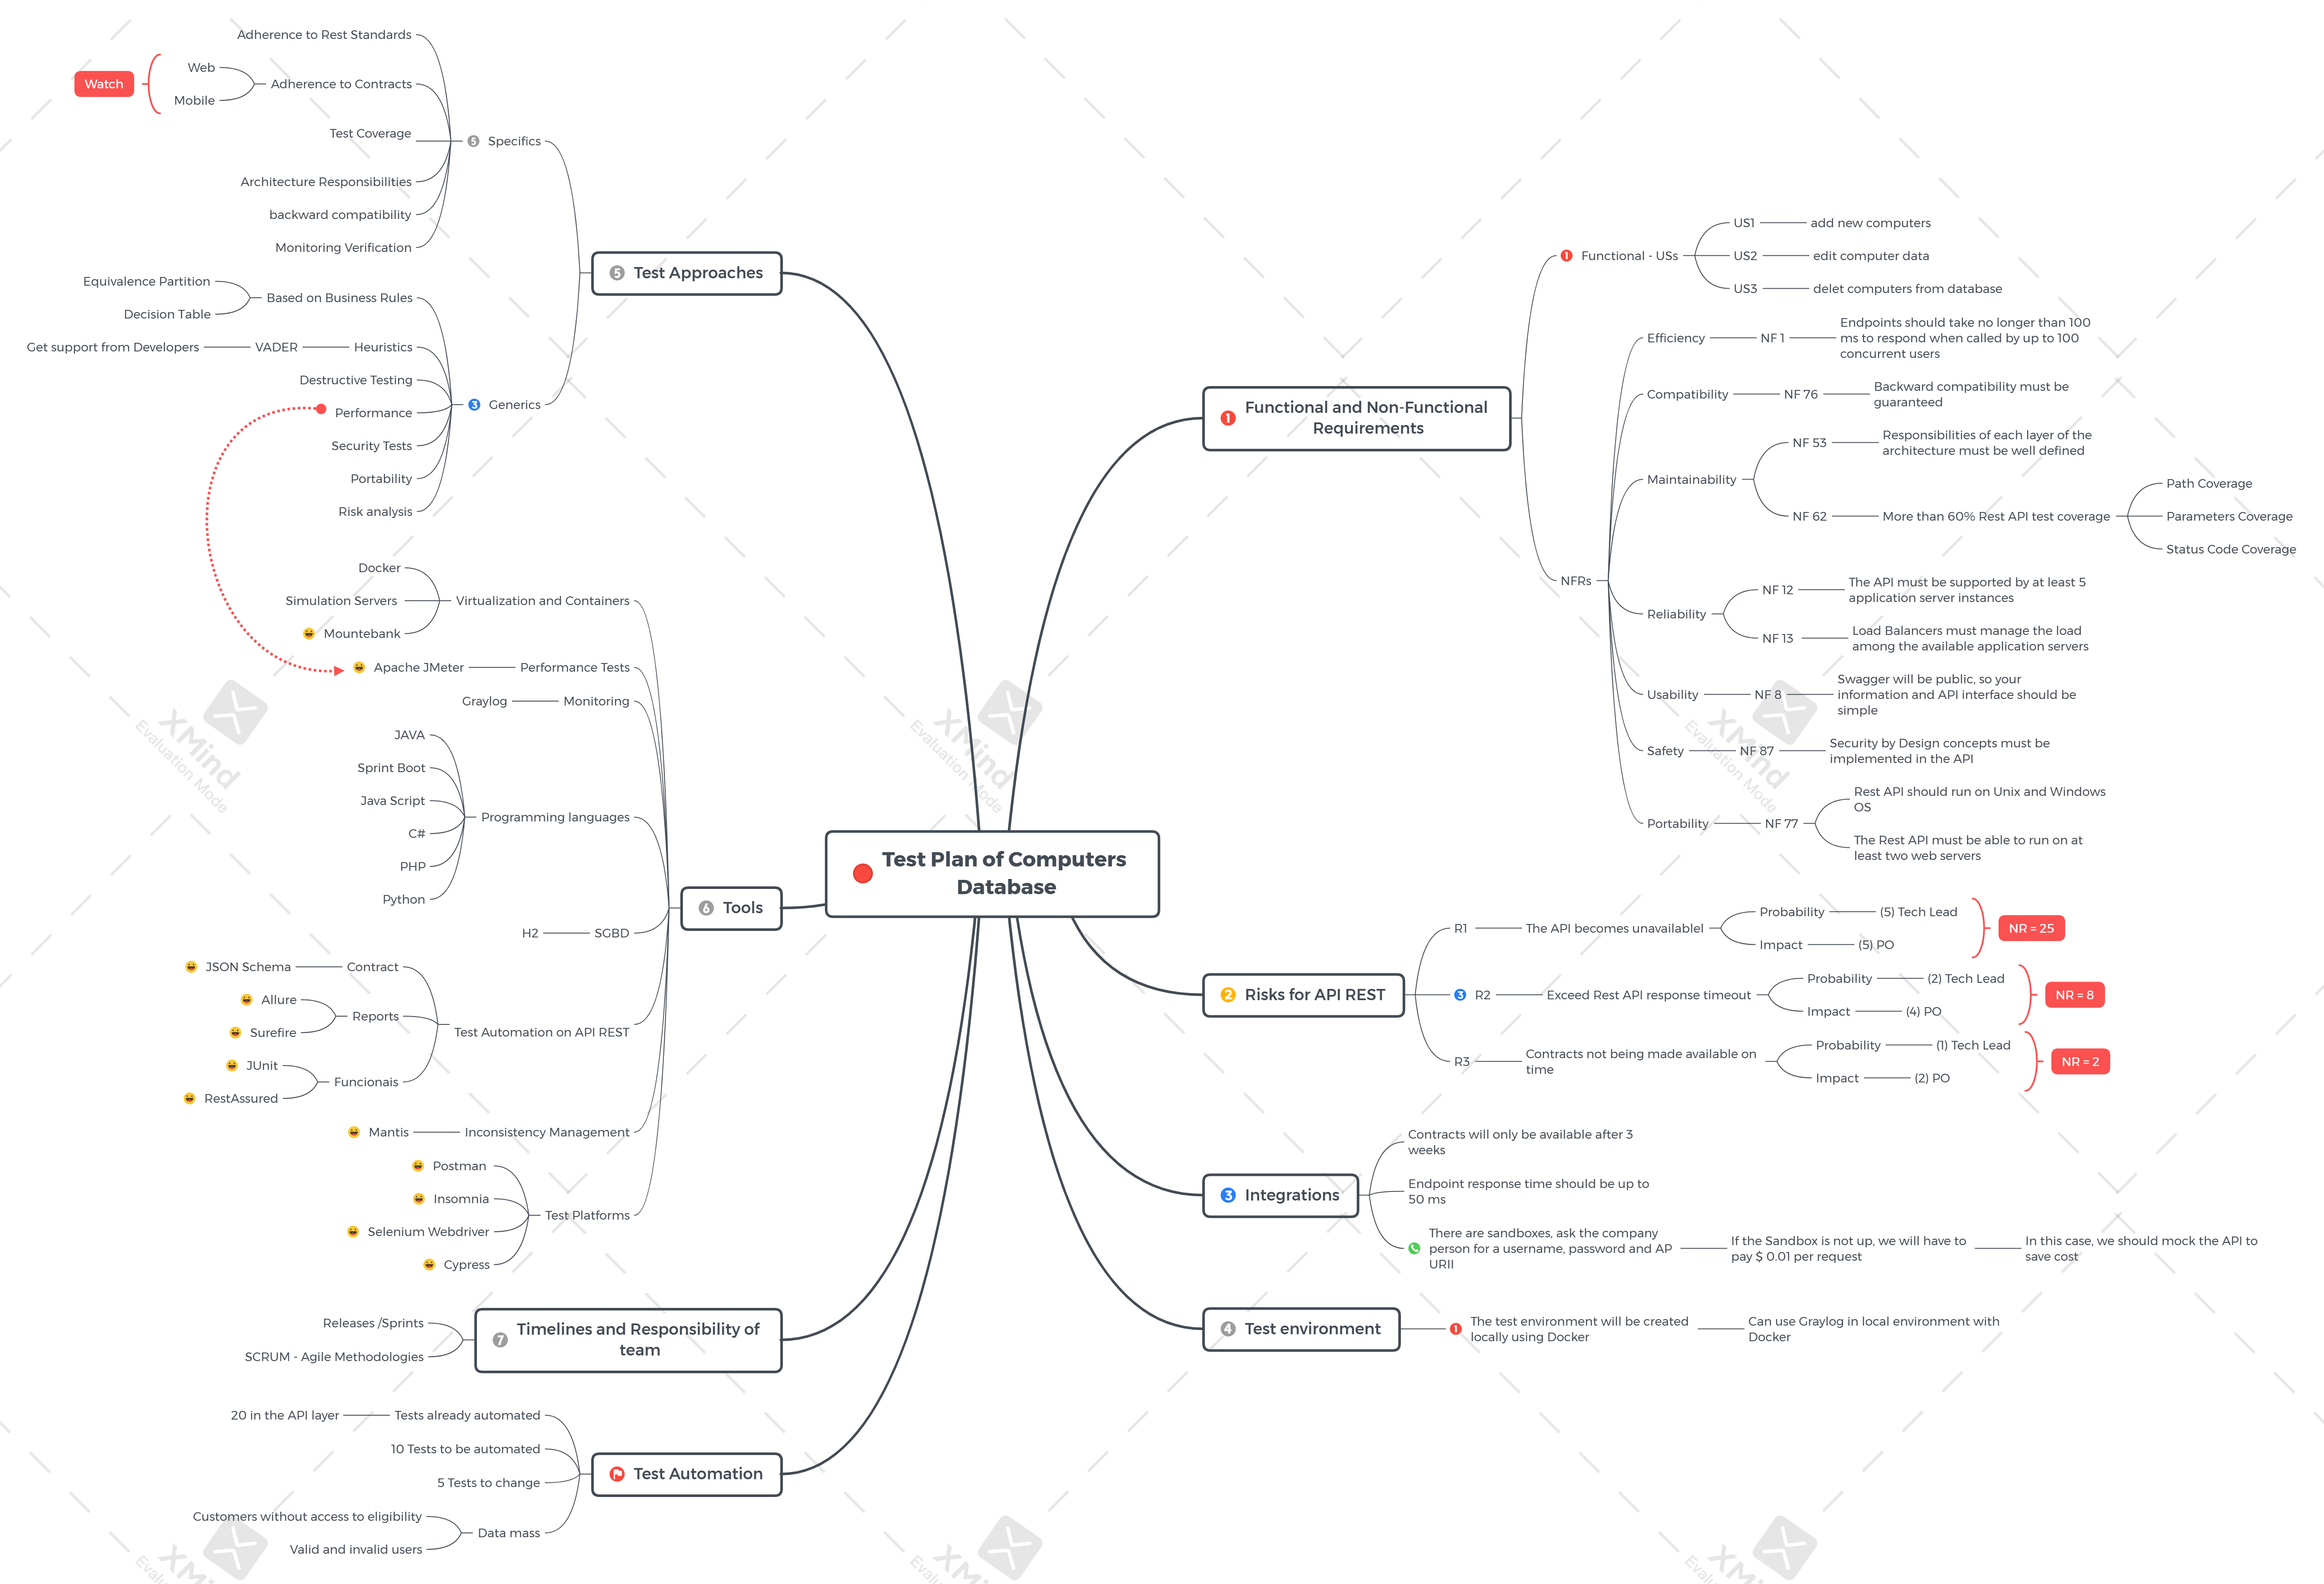 Test Plan of Computers
Database
1 Functional and Non-Functional
Requirements
1 Functional - USs
US1
add new computers
US2
edit computer data
US3
delet computers from database
NFRs
Efficiency
NF 1
Endpoints should take no longer than 100
ms to respond when called by up to 100
concurrent users
Compatibility
NF 76
Backward compatibility must be
guaranteed
Maintainability
NF 53
Responsibilities of each layer of the
architecture must be well defined
NF 62
More than 60% Rest API test coverage
Path Coverage
Parameters Coverage
Status Code Coverage
Reliability
NF 12
The API must be supported by at least 5
application server instances
NF 13
Load Balancers must manage the load
among the available application servers
Usability
NF 8
Swagger will be public, so your
information and API interface should be
simple
Safety
NF 87
Security by Design concepts must be
implemented in the API
Portability
NF 77
Rest API should run on Unix and Windows
OS
The Rest API must be able to run on at
least two web servers
2 Risks for API REST
R1
The API becomes unavailablel
Probability
(5) Tech Lead
Impact
(5) PO
NR = 25
3 R2
Exceed Rest API response timeout
Probability
(2) Tech Lead
Impact
(4) PO
NR = 8
R3
Contracts not being made available on
time
Probability
(1) Tech Lead
Impact
(2) PO
NR = 2
3 Integrations
Contracts will only be available after 3
weeks
Endpoint response time should be up to
50 ms
There are sandboxes, ask the company
person for a username, password and AP
URII
If the Sandbox is not up, we will have to
pay $ 0.01 per request
In this case, we should mock the API to
save cost
4 Test environment
1 The test environment will be created
locally using Docker
Can use Graylog in local environment with
Docker
5 Test Approaches
5 Specifics
Adherence to Rest Standards
Adherence to Contracts
Web
Mobile
Watch
Test Coverage
Architecture Responsibilities
backward compatibility
Monitoring Verification
3 Generics
Based on Business Rules
Equivalence Partition
Decision Table
Heuristics
VADER
Get support from Developers
Destructive Testing
Performance
Security Tests
Portability
Risk analysis
6 Tools
Virtualization and Containers
Docker
Simulation Servers
Mountebank
Performance Tests
Apache JMeter
Monitoring
Graylog
Programming languages
JAVA
Sprint Boot
Java Script
C#
PHP
Python
SGBD
H2
Test Automation on API REST
Contract
JSON Schema
Reports
Allure
Surefire
Funcionais
JUnit
RestAssured
Inconsistency Management
Mantis
Test Platforms
Postman
Insomnia
Selenium Webdriver
Cypress
7 Timelines and Responsibility of
team
Releases /Sprints
SCRUM - Agile Methodologies
Test Automation
Tests already automated
20 in the API layer
10 Tests to be automated
5 Tests to change
Data mass
Customers without access to eligibility
Valid and invalid users
XMind
Evaluation Mode
XMind
Evaluation Mode
XMind
Evaluation Mode